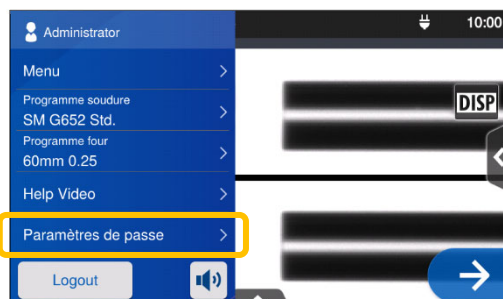 Administrator
10:00
Menu
Programme soudure
SM G652 Std.
Programme four
60mm 0.25
Help Video
Paramètres de passe
Logout
DISP